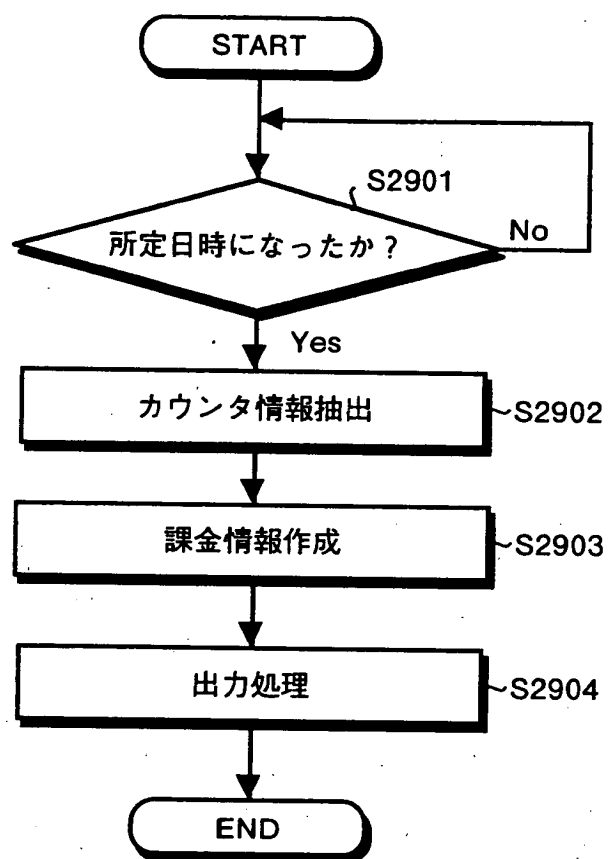 START
S2901
所定日時になったか？
No
Yes
カウンタ情報抽出
S2902
課金情報作成
S2903
出力処理
S2904
END